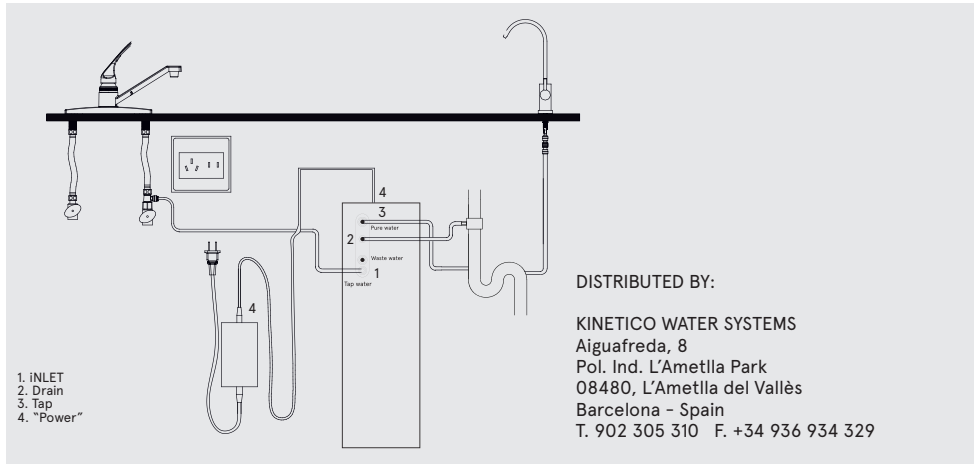 4
3
Pure water
2
Waste water
1
Tap water
4
1. iNLET
2. Drain
3. Tap
4. “Power”
DISTRIBUTED BY:
KINETICO WATER SYSTEMS
Aiguafreda, 8
Pol. Ind. L’Ametlla Park
08480, L’Ametlla del Vallès
Barcelona - Spain
T. 902 305 310 F. +34 936 934 329